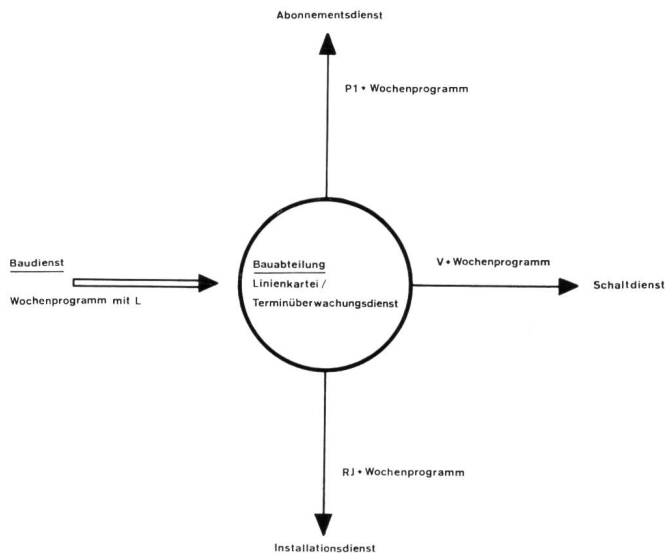 Abonnementsdienst
P1 + Wochenprogramm
Baudienst
Wochenprogramm mit L
Bauabteilung
Linienkartei /
Terminüberwachungsdienst
V + Wochenprogramm
Schaltdienst
RJ + Wochenprogramm
Installationsdienst